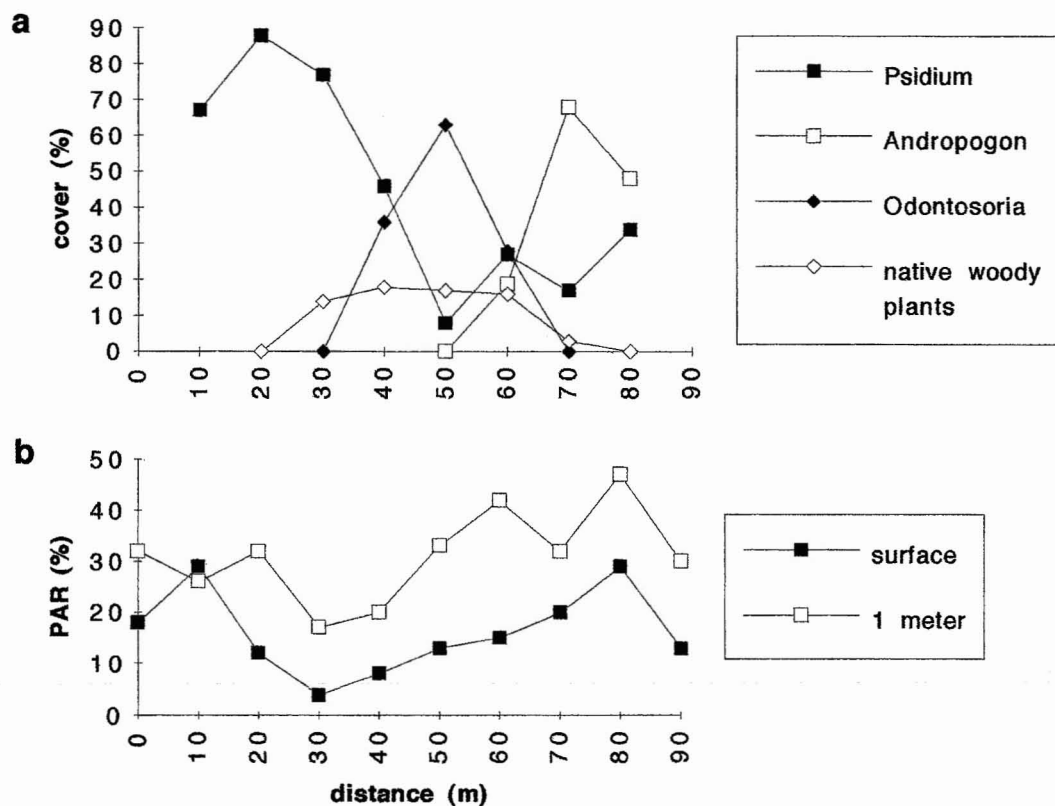 a
cover (%)
90
80
70
60
50
40
30
20
10
0
0 10 20 30 40 50 60 70 80 90
Psidium
Andropogon
Odontosoria
native woody
plants
b
PAR (%)
50
40
30
20
10
0
0 10 20 30 40 50 60 70 80 90
distance (m)
surface
1 meter